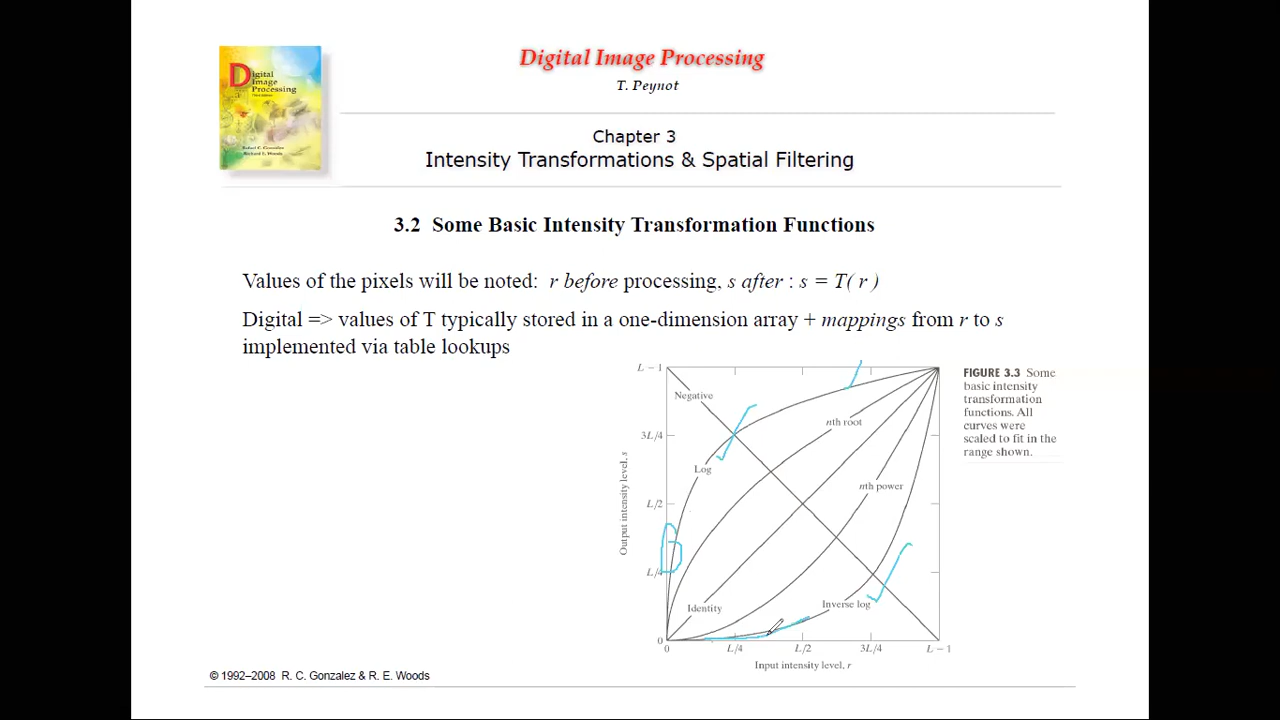 Digital
Image
Processing
Digital Image Processing
T. Peynot
Chapter 3
Intensity Transformations & Spatial Filtering
3.2 Some Basic Intensity Transformation Functions
Values of the pixels will be noted: r before processing, s after : s = T( r )
Digital => values of T typically stored in a one-dimension array + mappings from r to s
implemented via table lookups
L − 1
Negative
nth root
3L/4
Log
nth power
L/2
Output intensity level, s
L/4
Identity
Inverse log
0
0
L/4
L/2
3L/4
L − 1
Input intensity level, r
FIGURE 3.3 Some
basic intensity
transformation
functions. All
curves were
scaled to fit in the
range shown.
© 1992–2008 R. C. Gonzalez & R. E. Woods